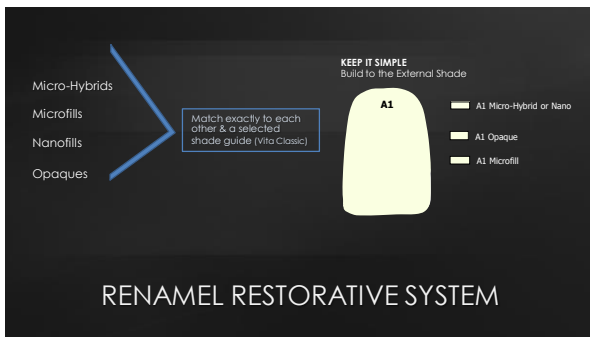 Micro-Hybrids
Microfills
Nanofills
Opaques
Match exactly to each
other & a selected
shade guide (Vita Classic)
KEEP IT SIMPLE
Build to the External Shade
A1
A1 Micro-Hybrid or Nano
A1 Opaque
A1 Microfill
RENAMEL RESTORATIVE SYSTEM